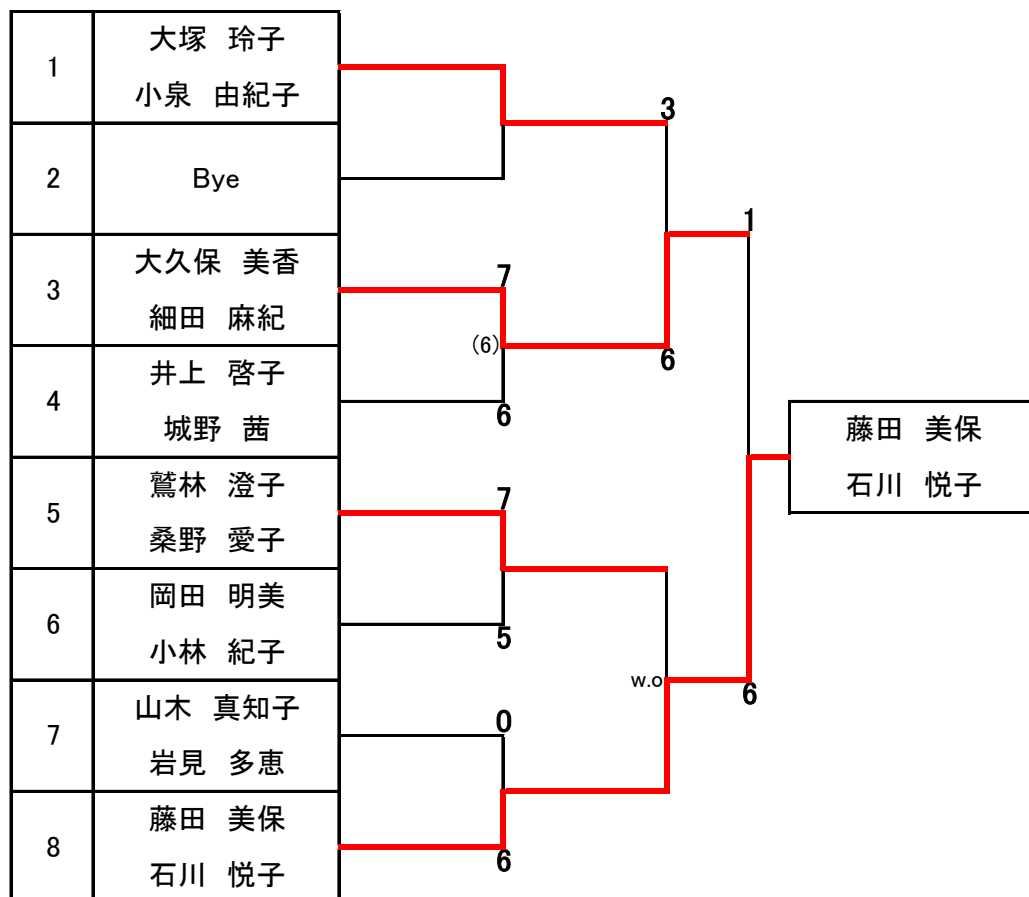 1
大塚 玲子
小泉 由紀子
2
Bye
3
大久保 美香
細田 麻紀
4
井上 啓子
城野 茜
5
鷲林 澄子
桑野 愛子
6
岡田 明美
小林 紀子
7
山木 真知子
岩見 多恵
8
藤田 美保
石川 悦子
7
(6)
6
7
5
0
6
3
6
w.o
1
6
藤田 美保
石川 悦子